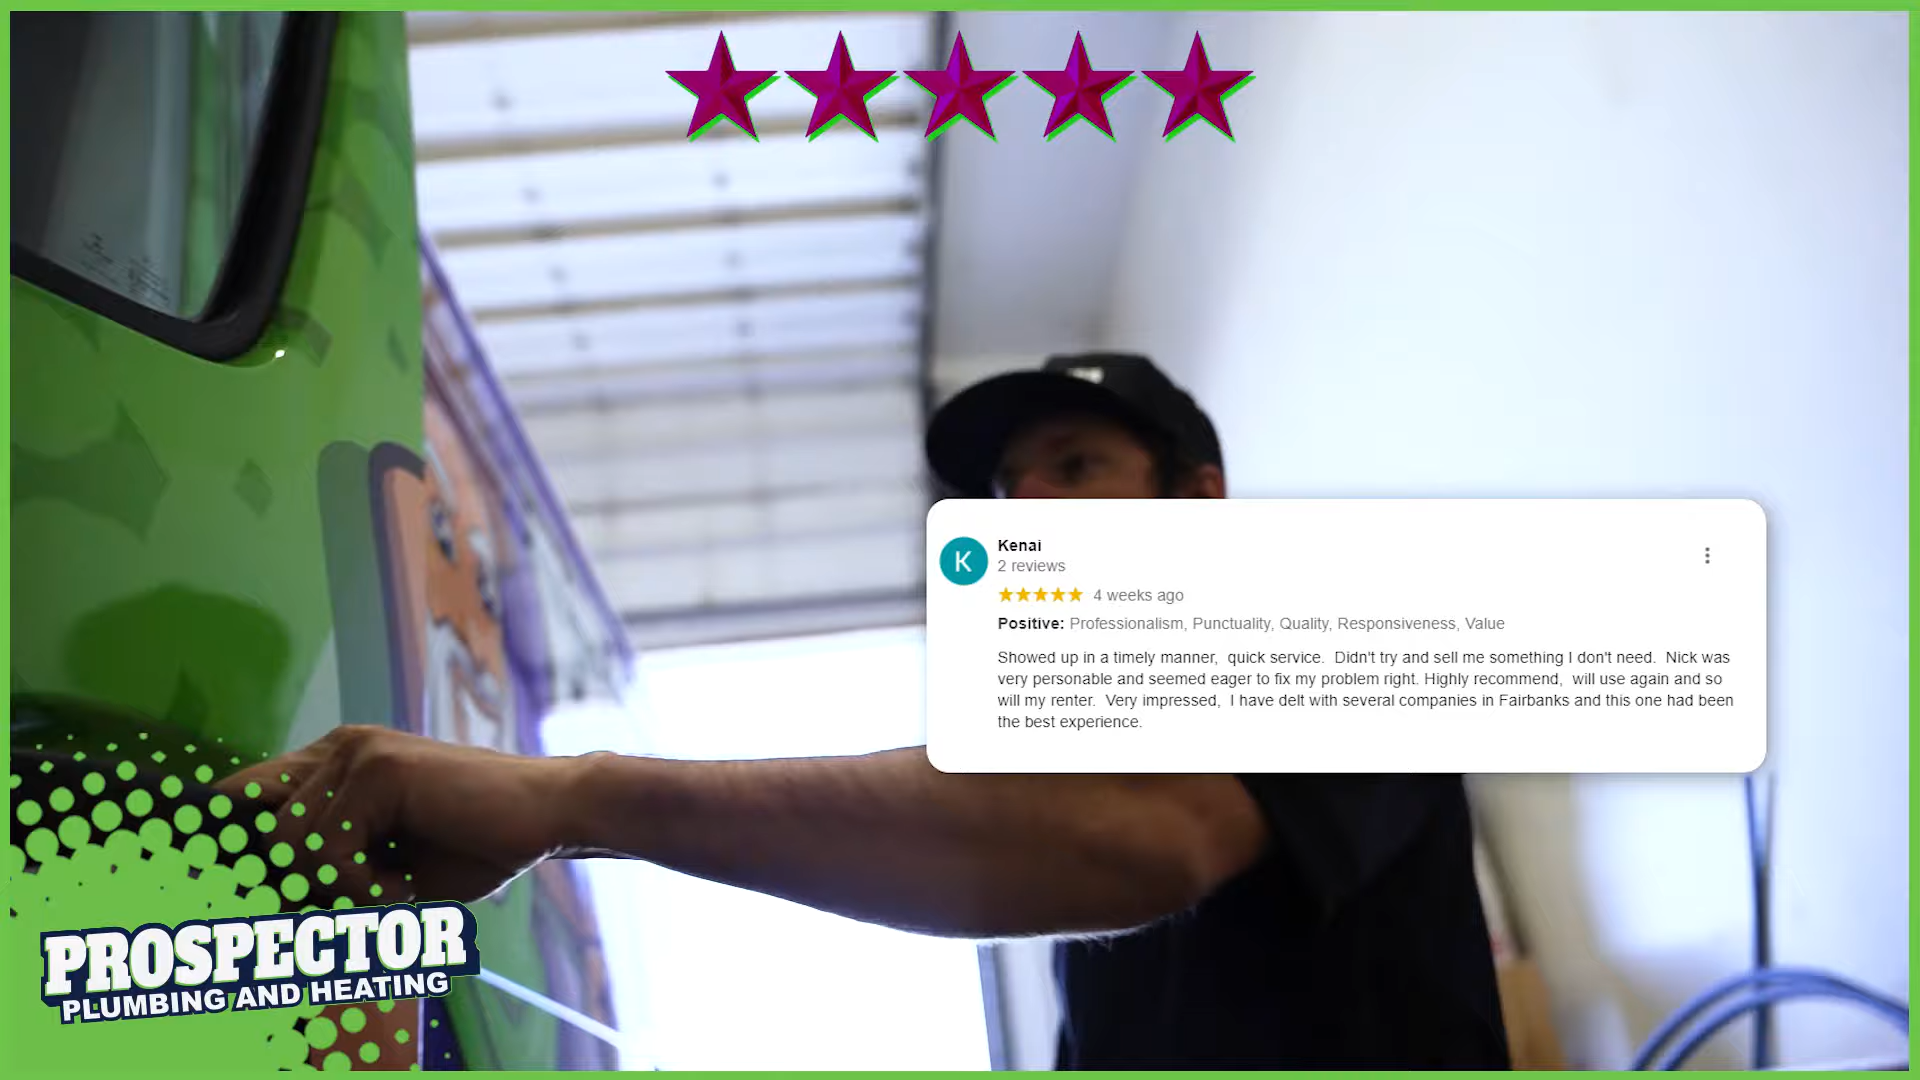 K
Kenai
2 reviews
4 weeks ago
Positive: Professionalism, Punctuality, Quality, Responsiveness, Value
Showed up in a timely manner,  quick service.  Didn't try and sell me something I don't need.  Nick was
very personable and seemed eager to fix my problem right. Highly recommend,  will use again and so
will my renter.  Very impressed,  I have delt with several companies in Fairbanks and this one had been
the best experience.
PROSPECTOR
PLUMBING AND HEATING